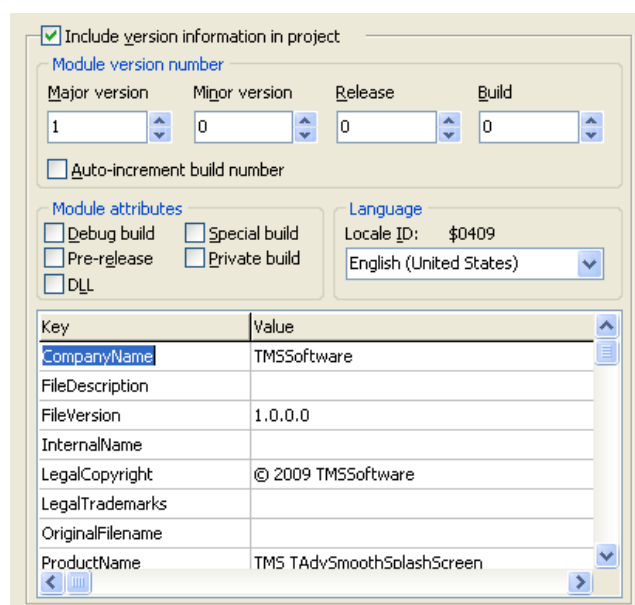 Include version information in project
Module version number
Major version Minor version Release Build
1 0 0 0
Auto-increment build number
Module attributes Language
Debug build Special build Locale ID: $0409
Pre-release Private build English (United States)
DLL
Key Value
CompanyName TMSSoftware
FileDescription
FileVersion 1.0.0.0
InternalName
LegalCopyright © 2009 TMSSoftware
LegalTrademarks
OriginalFilename
ProductName TMS TAdvSmoothSplashScreen